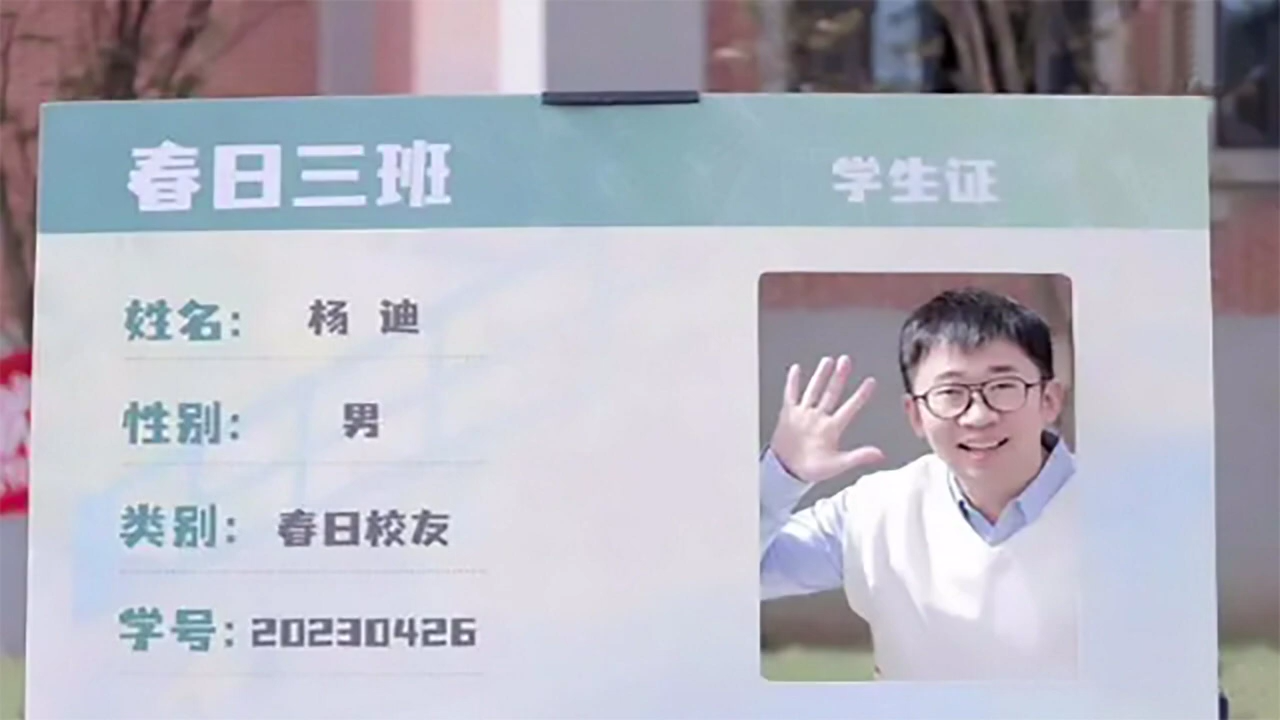 春日三班 学生证
姓名: 杨 迪
性别: 男
类别: 春日校友
学号: 20230426